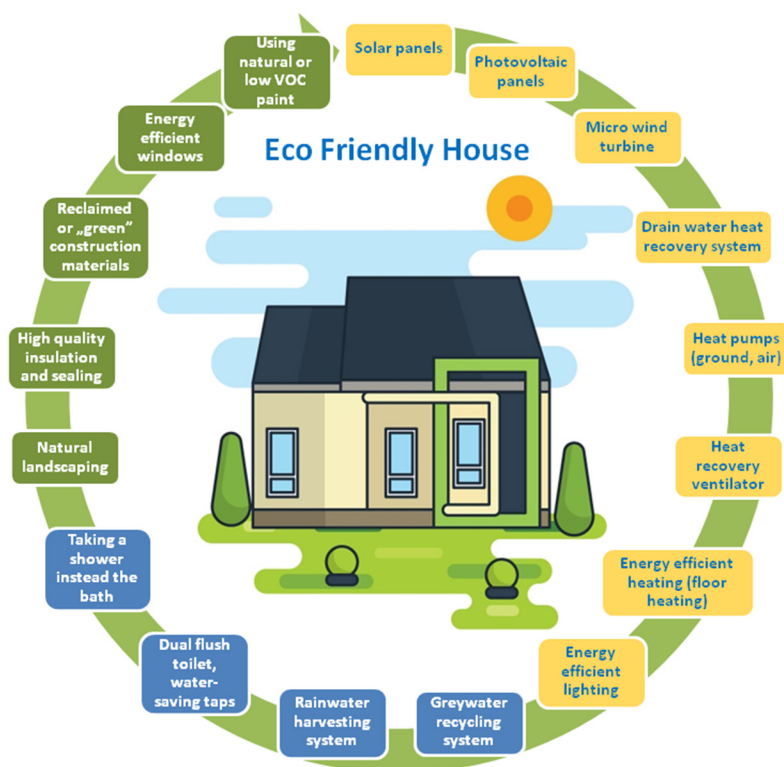 Eco Friendly House
Solar panels
Photovoltaic
panels
Micro wind
turbine
Drain water heat
recovery system
Heat pumps
(ground, air)
Heat
recovery
ventilator
Energy efficient
heating (floor
heating)
Energy
efficient
lighting
Greywater
recycling
system
Rainwater
harvesting
system
Dual flush
toilet,
water-
saving taps
Taking a
shower
instead the
bath
Natural
landscaping
High quality
insulation
and sealing
Reclaimed
or „green”
construction
materials
Energy
efficient
windows
Using
natural or
low VOC
paint